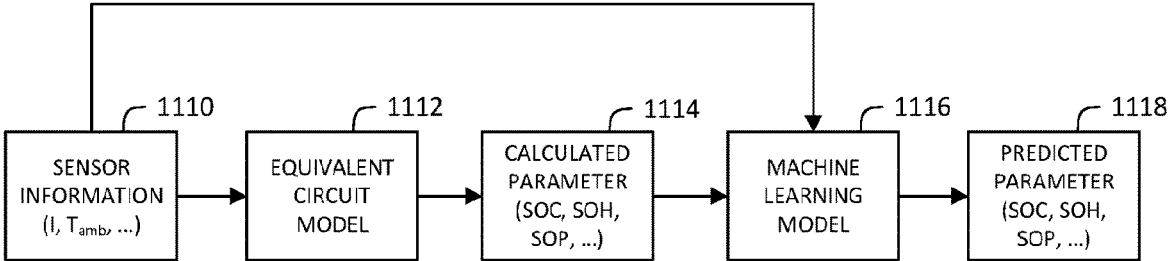 1110
1112
1114
1116
1118
SENSOR
INFORMATION
(I, Tamb, ...)
EQUIVALENT
CIRCUIT
MODEL
CALCULATED
PARAMETER
(SOC, SOH,
SOP, ...)
MACHINE
LEARNING
MODEL
PREDICTED
PARAMETER
(SOC, SOH,
SOP, ...)